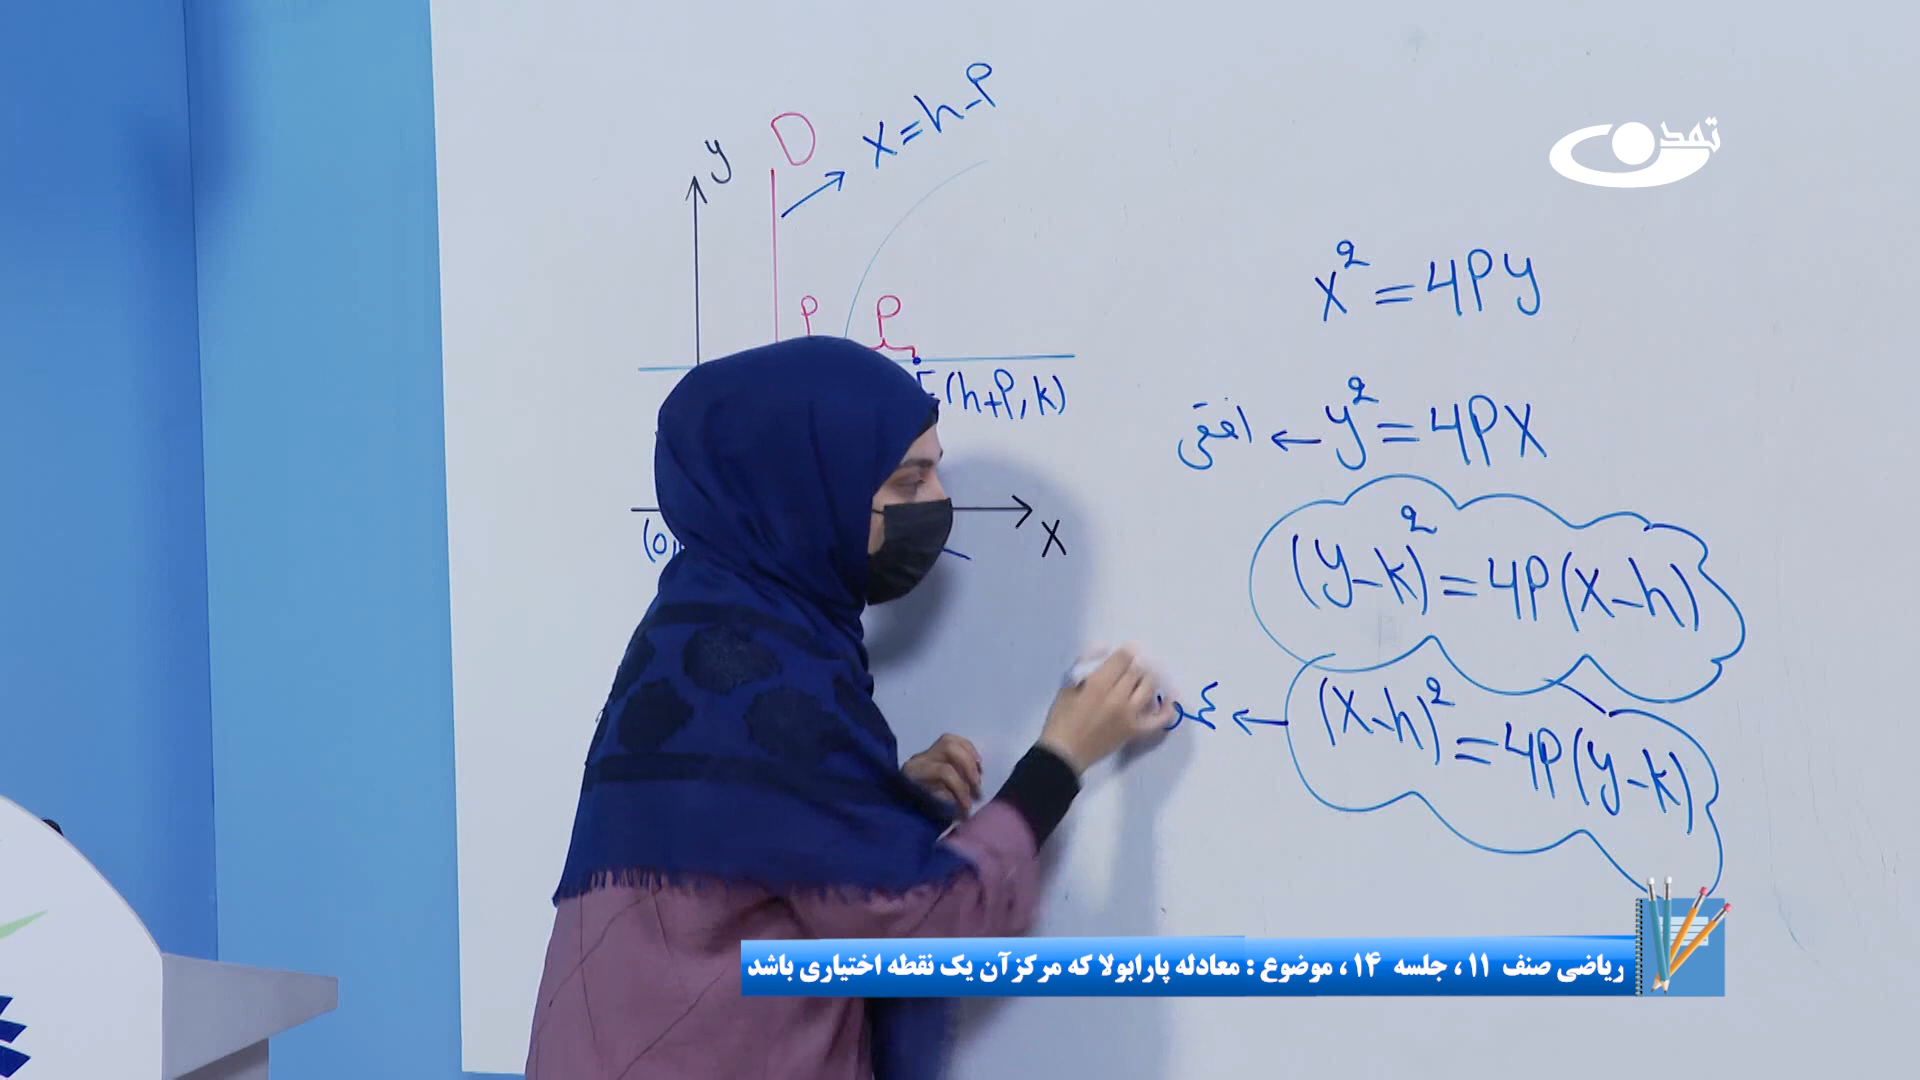 تمدن
y
D
x=h-P
P
P
F(h+P,k)
(0,
x
x²=4Py
افقی ← y²=4Px
(y-k)²=4P(x-h)
← (x-h)²=4P(y-k)
ریاضی صنف ۱۱ ، جلسه ۱۴ ، موضوع : معادله پارابولا که مرکز آن یک نقطه اختیاری باشد